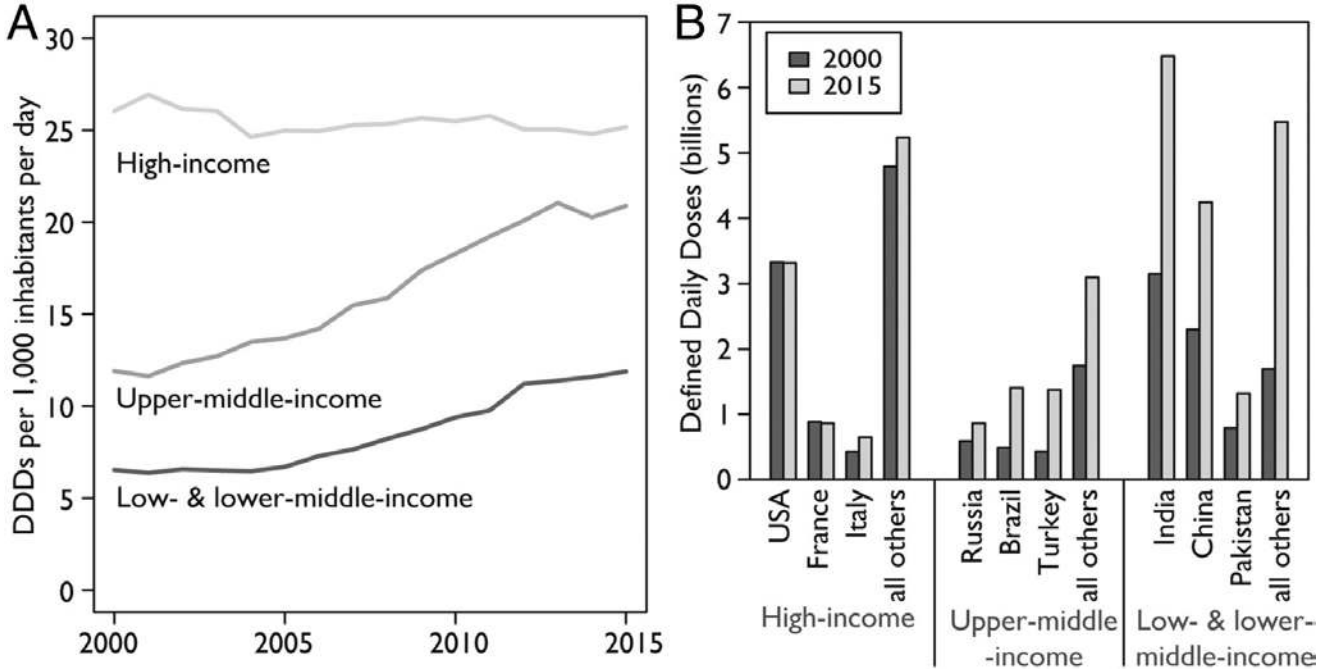 A
DDDs per 1,000 inhabitants per day
30
25
20
15
10
5
0
High-income
Upper-middle-income
Low- & lower-middle-income
2000
2005
2010
2015
B
Defined Daily Doses (billions)
7
6
5
4
3
2
1
0
2000
2015
USA
France
Italy
all others
Russia
Brazil
Turkey
all others
India
China
Pakistan
all others
High-income
Upper-middle
-income
Low- & lower-
middle-income